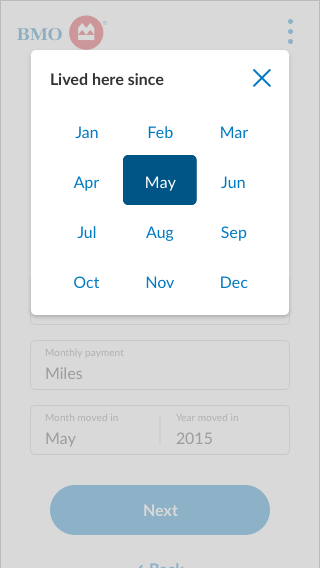 BMO
Lived here since
Jan Feb Mar
Apr May Jun
Jul Aug Sep
Oct Nov Dec
Monthly payment
Miles
Month moved in Year moved in
May 2015
Next
Back